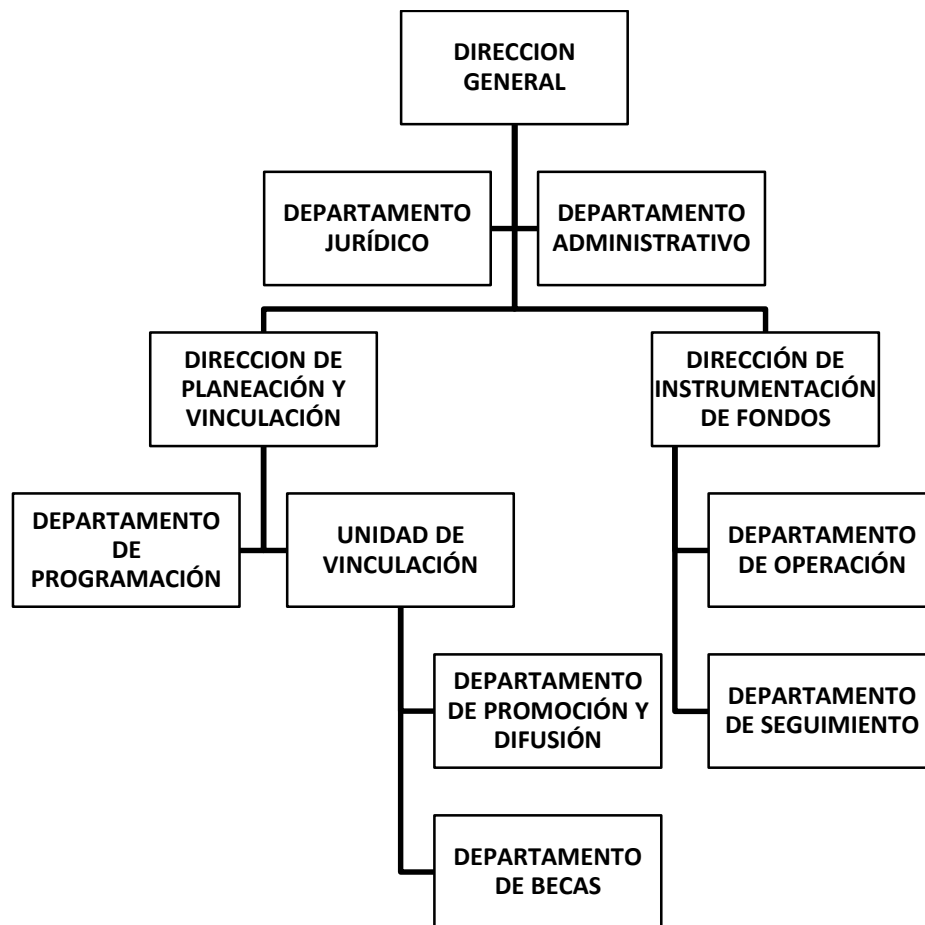 DIRECCION
GENERAL
DEPARTAMENTO
JURÍDICO
DEPARTAMENTO
ADMINISTRATIVO
DIRECCION DE
PLANEACIÓN Y
VINCULACIÓN
DIRECCIÓN DE
INSTRUMENTACIÓN
DE FONDOS
DEPARTAMENTO
DE
PROGRAMACIÓN
UNIDAD DE
VINCULACIÓN
DEPARTAMENTO
DE OPERACIÓN
DEPARTAMENTO
DE PROMOCIÓN Y
DIFUSIÓN
DEPARTAMENTO
DE SEGUIMIENTO
DEPARTAMENTO
DE BECAS